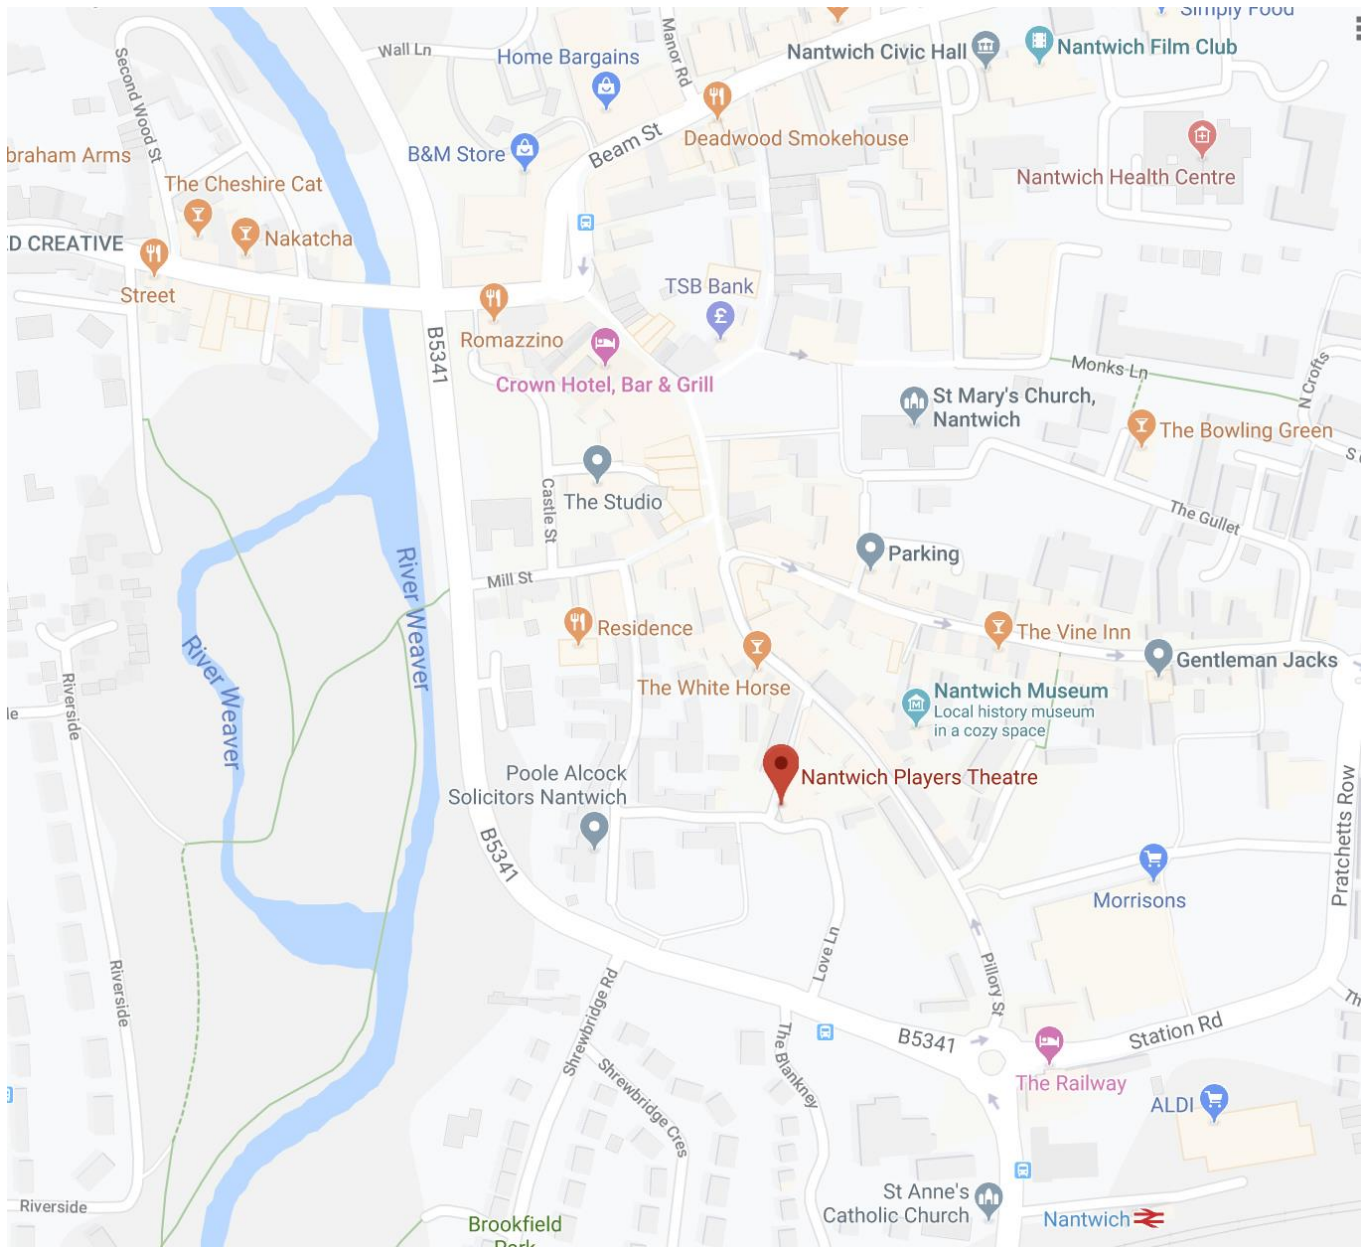 Simply Food
Second Wood St
Wall Ln
Home Bargains
Manor Rd
Nantwich Civic Hall
Nantwich Film Club
B&M Store
Beam St
Deadwood Smokehouse
braham Arms
The Cheshire Cat
Nantwich Health Centre
ED CREATIVE
Nakatcha
Street
Romazzino
TSB Bank
£
B5341
Crown Hotel, Bar & Grill
Monks Ln
N Crofts
St Mary's Church,
Nantwich
The Bowling Green
The Studio
Castle St
The Gullet
River Weaver
Mill St
Parking
Residence
The Vine Inn
River Weaver
The White Horse
Gentleman Jacks
Riverside
Nantwich Museum
Local history museum
in a cozy space
Poole Alcock
Solicitors Nantwich
Nantwich Players Theatre
B5341
Pratchetts Row
Morrisons
Riverside
Love Ln
Pillory St
Shrewbridge Rd
B5341
Station Rd
The Blankney
Shrewbridge Cres
The Railway
ALDI
St Anne's
Catholic Church
Nantwich
Riverside
Brookfield
Park